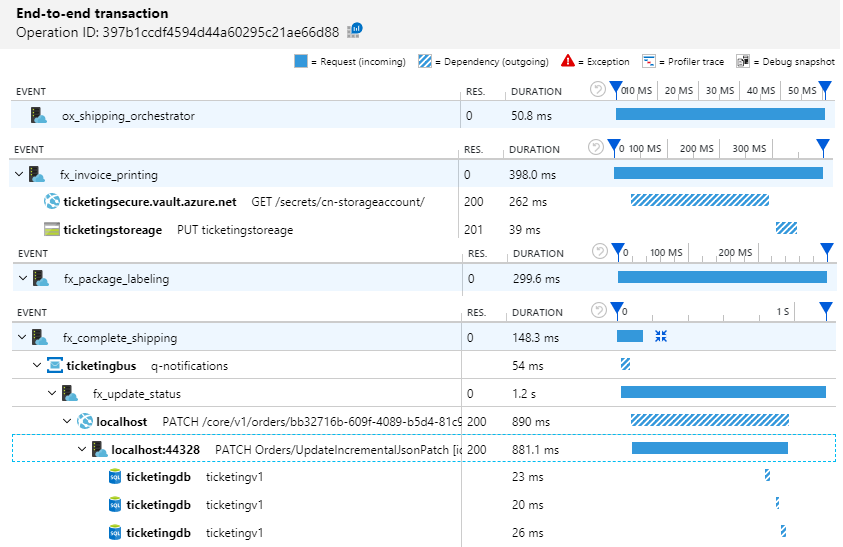 End-to-end transaction
Operation ID: 397b1ccdf4594d44a60295c21ae66d88
= Request (incoming) = Dependency (outgoing) = Exception = Profiler trace = Debug snapshot
EVENT RES. DURATION 0 10 MS 20 MS 30 MS 40 MS 50 MS
ox_shipping_orchestrator 0 50.8 ms
EVENT RES. DURATION 0 100 MS 200 MS 300 MS
fx_invoice_printing 0 398.0 ms
ticketingsecure.vault.azure.net GET /secrets/cn-storageaccount/ 200 262 ms
ticketingstoreage PUT ticketingstoreage 201 39 ms
EVENT RES. DURATION 0 100 MS 200 MS
fx_package_labeling 0 299.6 ms
EVENT RES. DURATION 0 1 S
fx_complete_shipping 0 148.3 ms
ticketingbus q-notifications 54 ms
fx_update_status 0 1.2 s
localhost PATCH /core/v1/orders/bb32716b-609f-4089-b5d4-81c9 200 890 ms
localhost:44328 PATCH Orders/UpdateIncrementalJsonPatch [ic 200 881.1 ms
SQL ticketingdb ticketingv1 23 ms
SQL ticketingdb ticketingv1 20 ms
SQL ticketingdb ticketingv1 26 ms